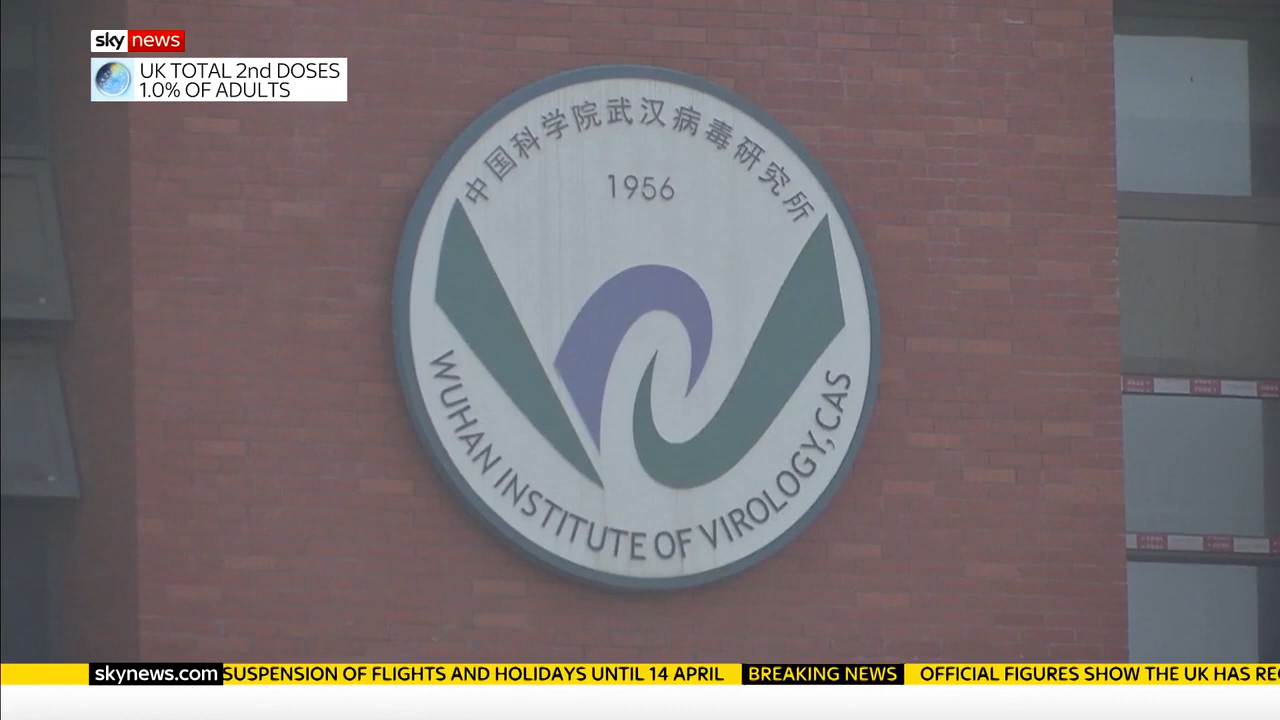 sky news
UK TOTAL 2nd DOSES
1.0% OF ADULTS
中国科学院武汉病毒研究所
1956
WUHAN INSTITUTE OF VIROLOGY, CAS
skynews.com SUSPENSION OF FLIGHTS AND HOLIDAYS UNTIL 14 APRIL BREAKING NEWS OFFICIAL FIGURES SHOW THE UK HAS